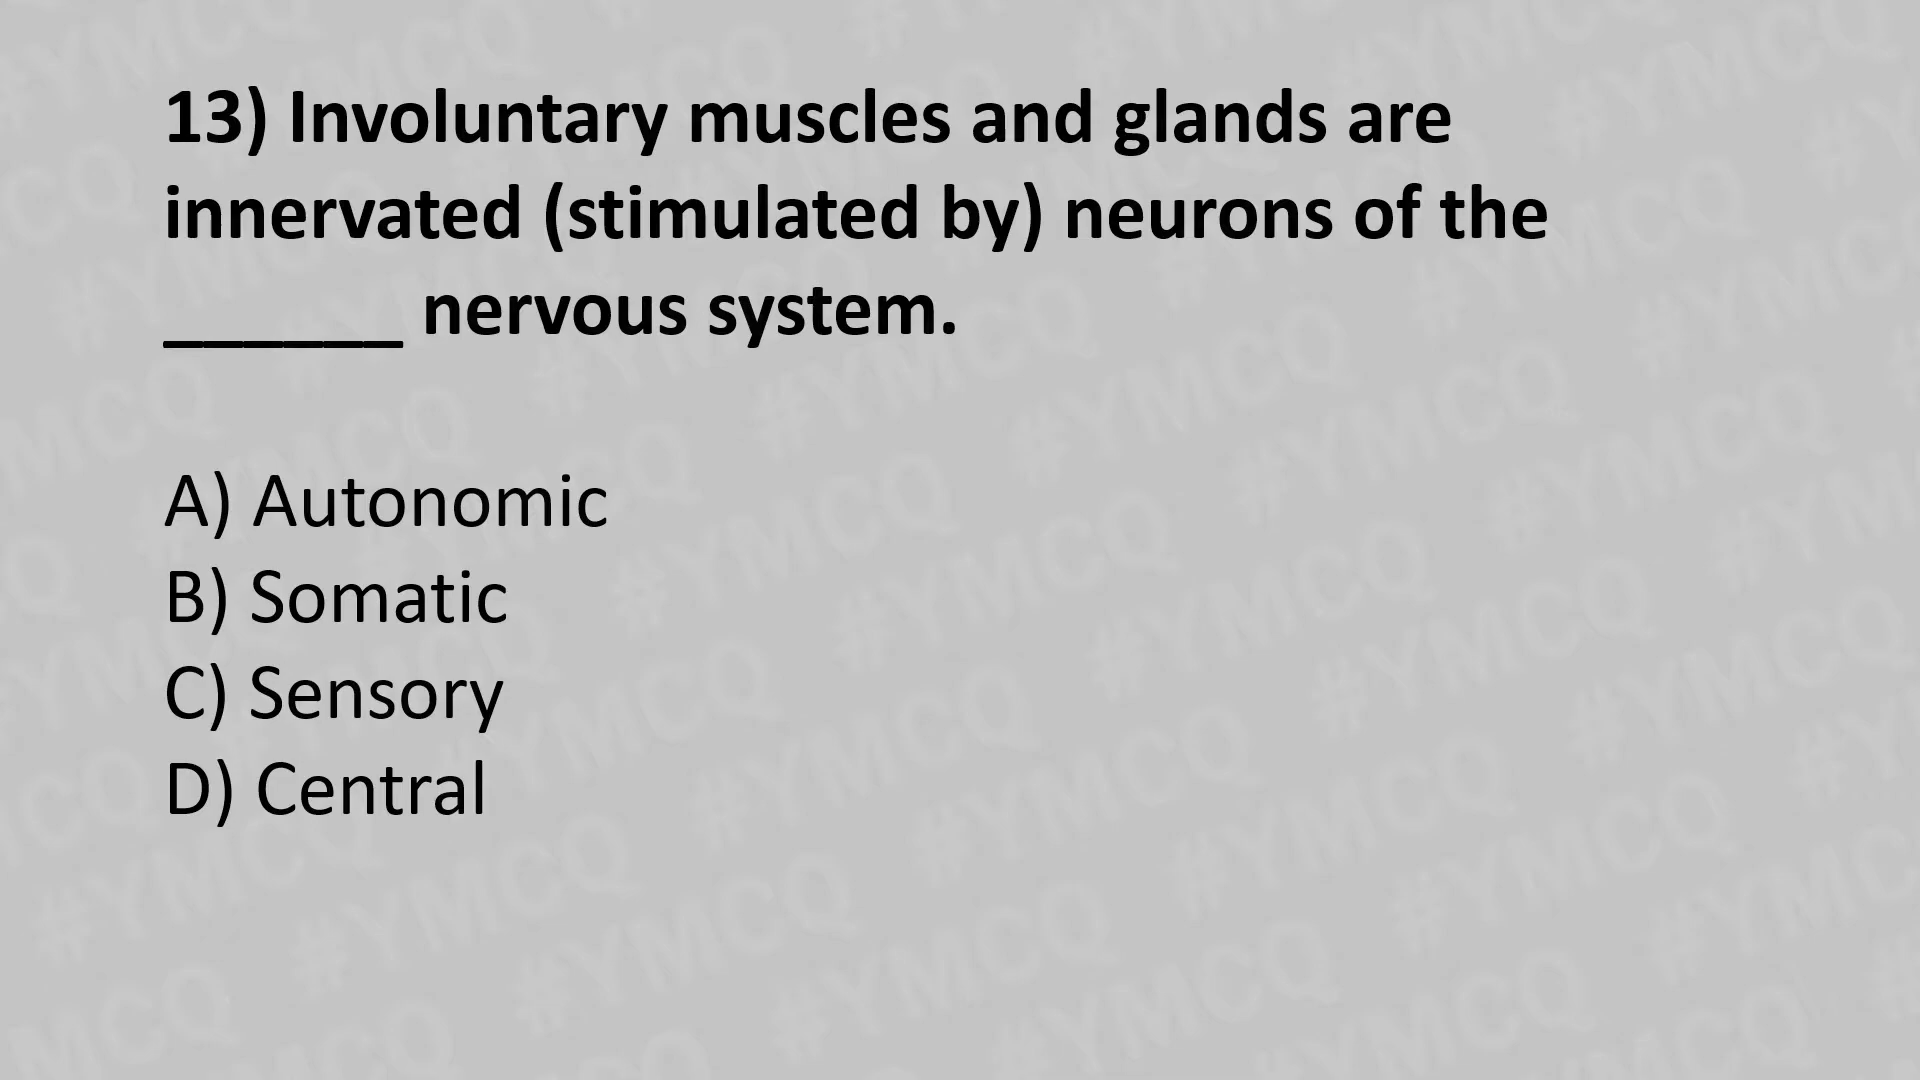 13) Involuntary muscles and glands are
innervated (stimulated by) neurons of the
______ nervous system.
A) Autonomic
B) Somatic
C) Sensory
D) Central
#YMCQ